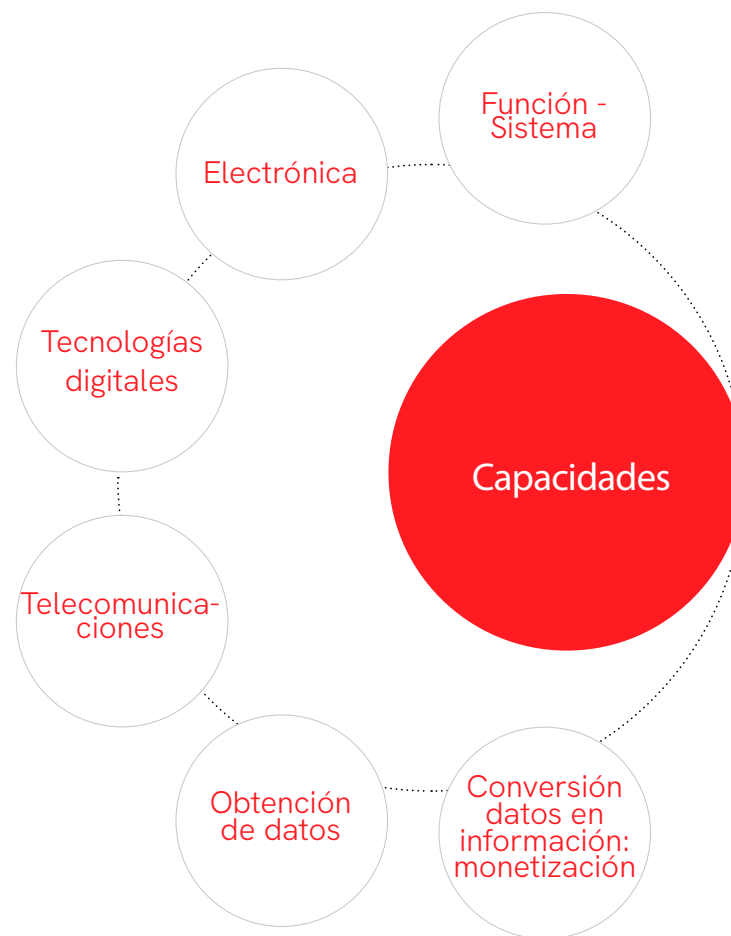 Función -
Sistema
Electrónica
Tecnologías
digitales
Capacidades
Telecomunica-
ciones
Obtención
de datos
Conversión
datos en
información:
monetización